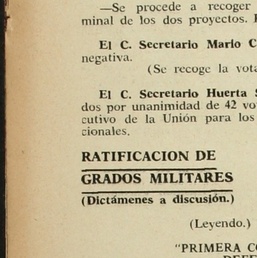 —Se procede a recoger
minal de los dos proyectos.
El C. Secretario Mario C
negativa.
(Se recoge la vota
El C. Secretario Huerta S
dos por unanimidad de 42 vo
cutivo de la Unión para los
cionales.
RATIFICACION DE
GRADOS MILITARES
(Dictámenes a discusión.)
(Leyendo.)
"PRIMERA CO